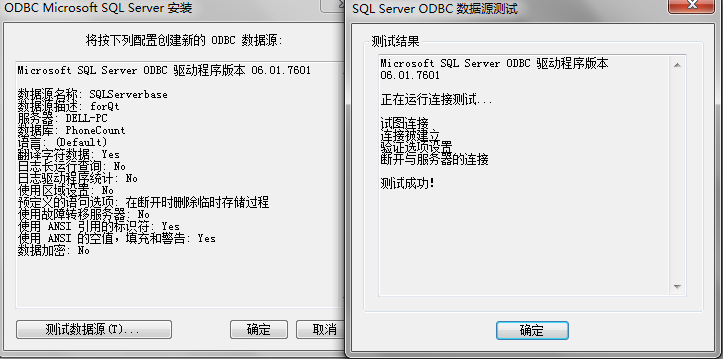 ODBC Microsoft SQL Server 安装
将按下列配置创建新的 ODBC 数据源:
Microsoft SQL Server ODBC 驱动程序版本 06.01.7601
数据源名称: SQLServerbase
数据源描述: forQt
服务器: DELL-PC
数据库: PhoneCount
语言: (Default)
翻译字符数据: Yes
日志长运行查询: No
日志驱动程序统计: No
使用区域设置: No
预定义的语句选项: 在断开时删除临时存储过程
使用故障转移服务器: No
使用 ANSI 引用的标识符: Yes
使用 ANSI 的空值，填充和警告: Yes
数据加密: No
测试数据源(T)...
确定
取消
SQL Server ODBC 数据源测试
测试结果
Microsoft SQL Server ODBC 驱动程序版本
06.01.7601
正在运行连接测试...
试图连接
连接被建立
验证选项设置
断开与服务器的连接
测试成功!
确定